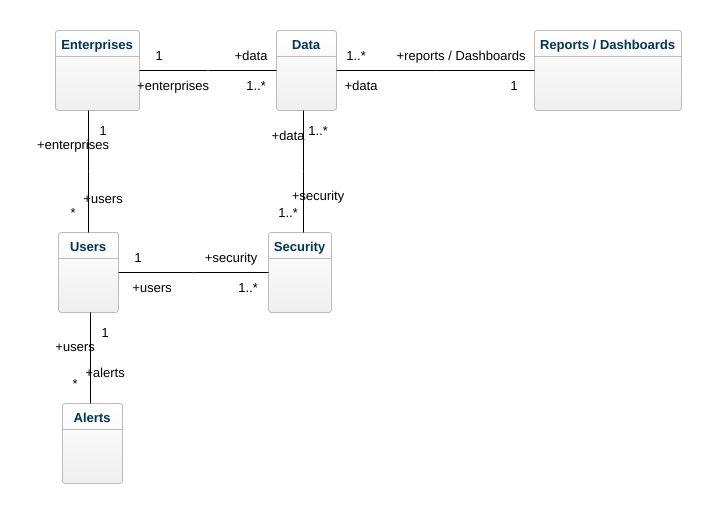 Enterprises
Data
Reports / Dashboards
1
+data
1..*
+reports / Dashboards
+enterprises
1..*
+data
1
1
+enterprises
1..*
+data
+users
*
+security
1..*
Users
Security
1
+security
+users
1..*
1
+users
+alerts
*
Alerts